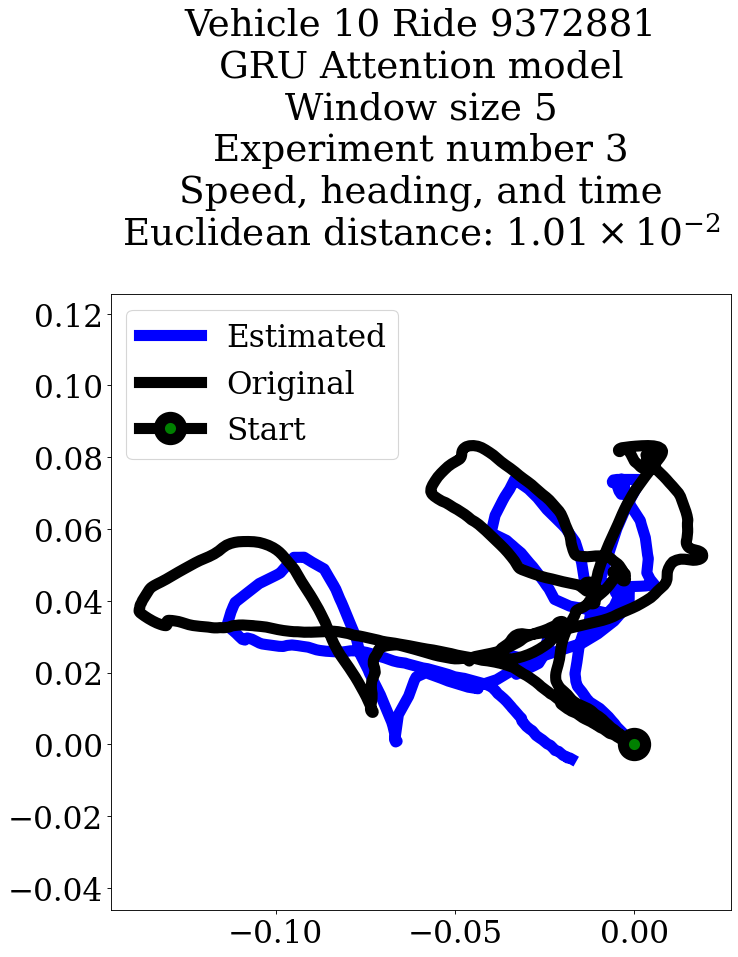 Vehicle 10 Ride 9372881
GRU Attention model
Window size 5
Experiment number 3
Speed, heading, and time
Euclidean distance: 1.01 × 10⁻²
Estimated
Original
Start
0.12
0.10
0.08
0.06
0.04
0.02
0.00
−0.02
−0.04
−0.10
−0.05
0.00